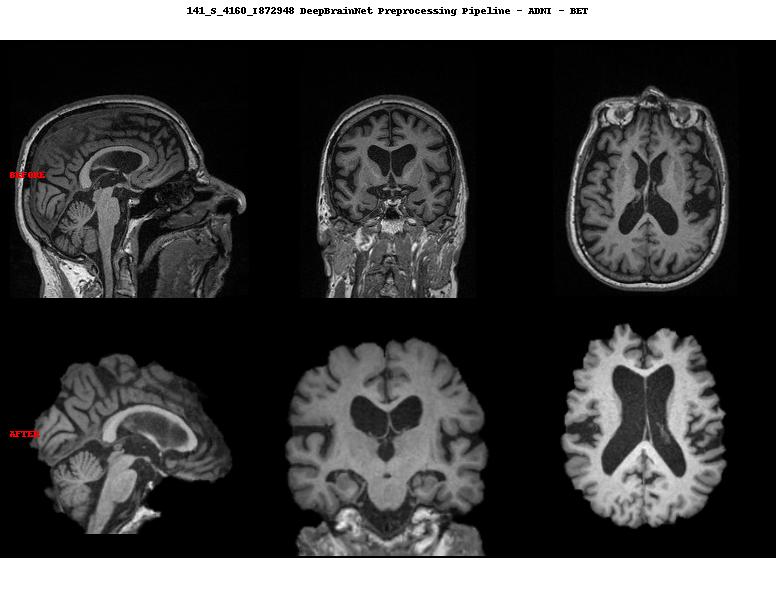 141_S_4160_I872948 DeepBrainNet Preprocessing Pipeline - ADNI - BET
BEFORE
AFTER